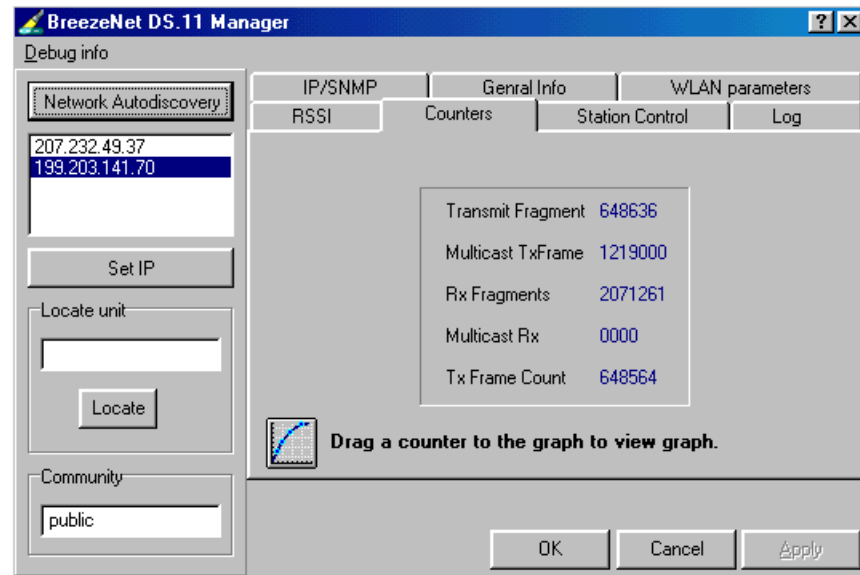 BreezeNet DS.11 Manager
Debug info
Network Autodiscovery
207.232.49.37
199.203.141.70
Set IP
Locate unit
Locate
Community
public
IP/SNMP
Genral Info
WLAN parameters
RSSI
Counters
Station Control
Log
Transmit Fragment 648636
Multicast TxFrame 1219000
Rx Fragments 2071261
Multicast Rx 0000
Tx Frame Count 648564
Drag a counter to the graph to view graph.
OK
Cancel
Apply